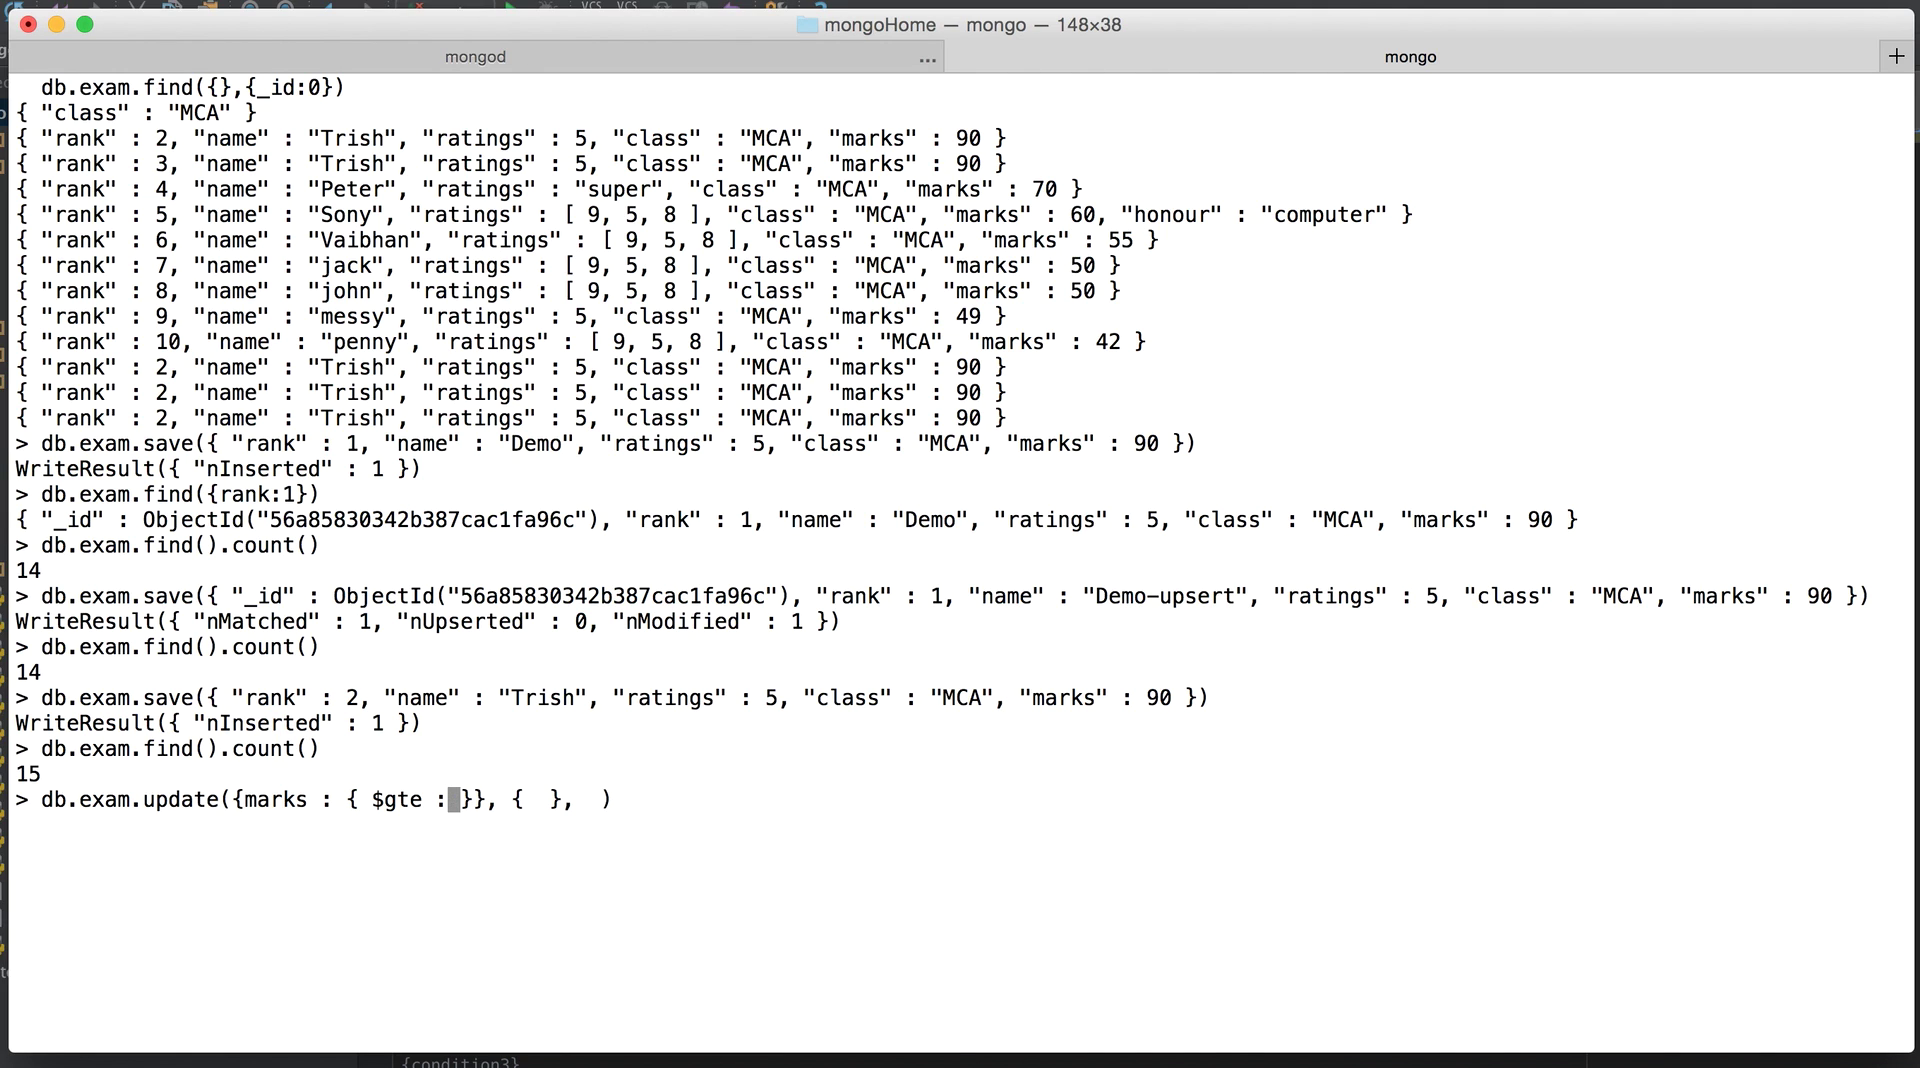 VCS VCS
mongoHome — mongo — 148×38
mongod ... mongo +
db.exam.find({},{_id:0})
{ "class" : "MCA" }
{ "rank" : 2, "name" : "Trish", "ratings" : 5, "class" : "MCA", "marks" : 90 }
{ "rank" : 3, "name" : "Trish", "ratings" : 5, "class" : "MCA", "marks" : 90 }
{ "rank" : 4, "name" : "Peter", "ratings" : "super", "class" : "MCA", "marks" : 70 }
{ "rank" : 5, "name" : "Sony", "ratings" : [ 9, 5, 8 ], "class" : "MCA", "marks" : 60, "honour" : "computer" }
{ "rank" : 6, "name" : "Vaibhan", "ratings" : [ 9, 5, 8 ], "class" : "MCA", "marks" : 55 }
{ "rank" : 7, "name" : "jack", "ratings" : [ 9, 5, 8 ], "class" : "MCA", "marks" : 50 }
{ "rank" : 8, "name" : "john", "ratings" : [ 9, 5, 8 ], "class" : "MCA", "marks" : 50 }
{ "rank" : 9, "name" : "messy", "ratings" : 5, "class" : "MCA", "marks" : 49 }
{ "rank" : 10, "name" : "penny", "ratings" : [ 9, 5, 8 ], "class" : "MCA", "marks" : 42 }
{ "rank" : 2, "name" : "Trish", "ratings" : 5, "class" : "MCA", "marks" : 90 }
{ "rank" : 2, "name" : "Trish", "ratings" : 5, "class" : "MCA", "marks" : 90 }
{ "rank" : 2, "name" : "Trish", "ratings" : 5, "class" : "MCA", "marks" : 90 }
> db.exam.save({ "rank" : 1, "name" : "Demo", "ratings" : 5, "class" : "MCA", "marks" : 90 })
WriteResult({ "nInserted" : 1 })
> db.exam.find({rank:1})
{ "_id" : ObjectId("56a85830342b387cac1fa96c"), "rank" : 1, "name" : "Demo", "ratings" : 5, "class" : "MCA", "marks" : 90 }
> db.exam.find().count()
14
> db.exam.save({ "_id" : ObjectId("56a85830342b387cac1fa96c"), "rank" : 1, "name" : "Demo-upsert", "ratings" : 5, "class" : "MCA", "marks" : 90 })
WriteResult({ "nMatched" : 1, "nUpserted" : 0, "nModified" : 1 })
> db.exam.find().count()
14
> db.exam.save({ "rank" : 2, "name" : "Trish", "ratings" : 5, "class" : "MCA", "marks" : 90 })
WriteResult({ "nInserted" : 1 })
> db.exam.find().count()
15
> db.exam.update({marks : { $gte : }}, {  },  )
{condition3}